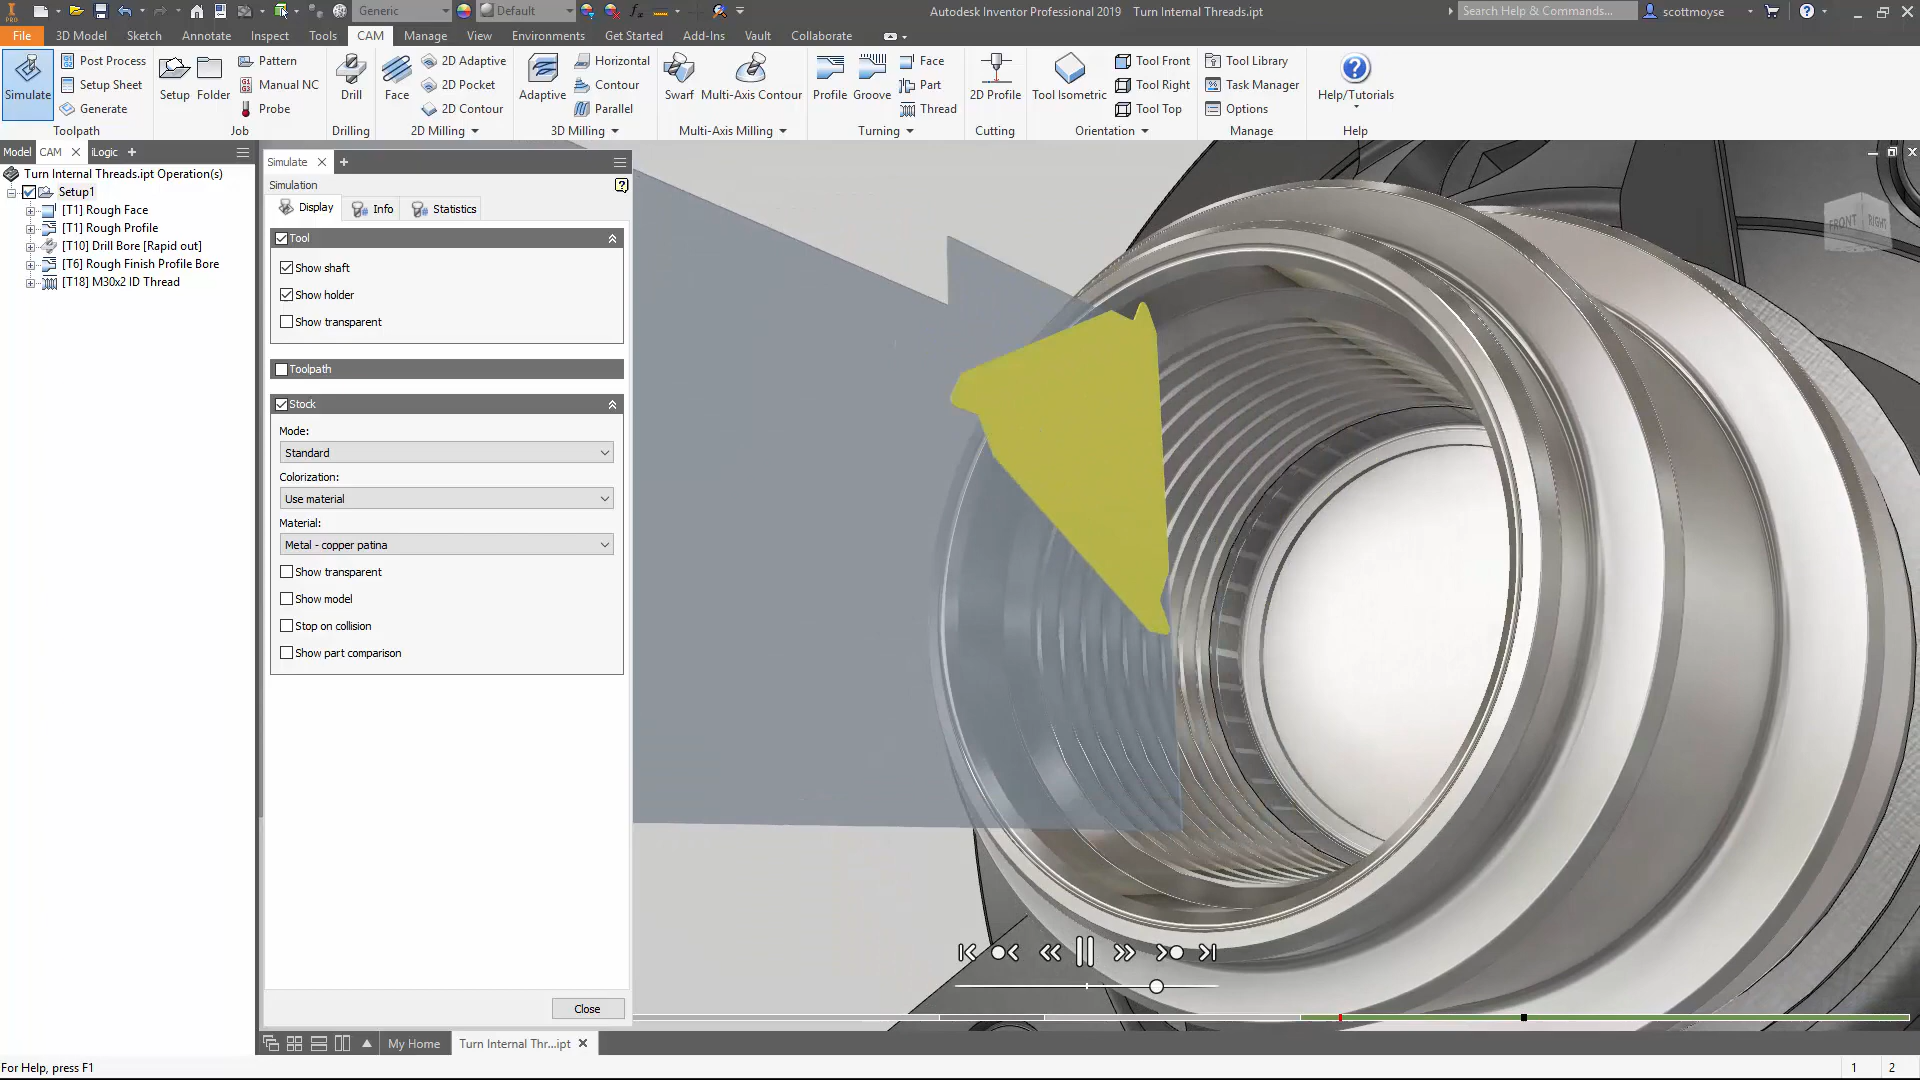 Generic
Default
Autodesk Inventor Professional 2019 Turn Internal Threads.ipt
Search Help & Commands...
scottmoyse
PRO
File 3D Model Sketch Annotate Inspect Tools CAM Manage View Environments Get Started Add-Ins Vault Collaborate
Simulate
Post Process
Setup Sheet
Generate
Toolpath
Setup
Folder
Pattern
Manual NC
Probe
Job
Drill
Drilling
Face
2D Adaptive
2D Pocket
2D Contour
2D Milling
Adaptive
Horizontal
Contour
Parallel
3D Milling
Swarf
Multi-Axis Contour
Multi-Axis Milling
Profile
Groove
Face
Part
Thread
Turning
2D Profile
Cutting
Tool Isometric
Tool Front
Tool Right
Tool Top
Orientation
Tool Library
Task Manager
Options
Manage
Help/Tutorials
Help
Model CAM iLogic
Turn Internal Threads.ipt Operation(s)
Setup1
[T1] Rough Face
[T1] Rough Profile
[T10] Drill Bore [Rapid out]
[T6] Rough Finish Profile Bore
[T18] M30x2 ID Thread
Simulate
Simulation
Display Info Statistics
Tool
Show shaft
Show holder
Show transparent
Toolpath
Stock
Mode:
Standard
Colorization:
Use material
Material:
Metal - copper patina
Show transparent
Show model
Stop on collision
Show part comparison
Close
FRONT RIGHT
My Home
Turn Internal Thr...ipt
For Help, press F1
1 2